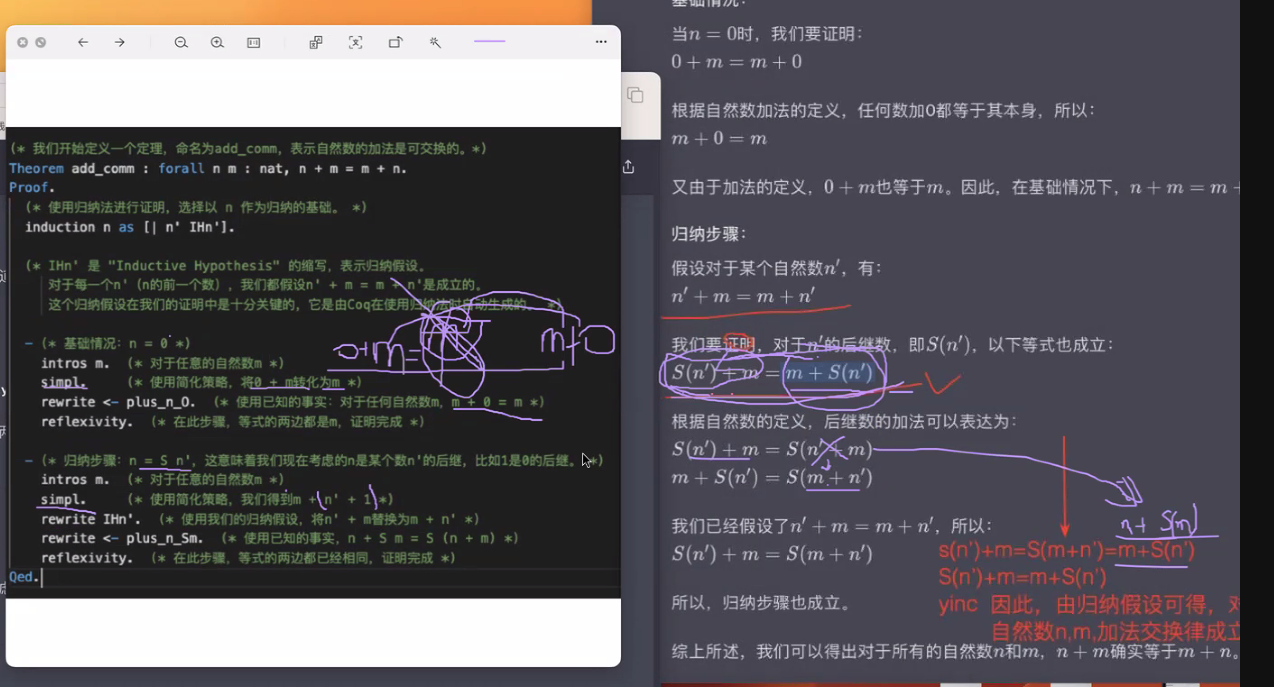 (* 我们开始定义一个定理，命名为add_comm，表示自然数的加法是可交换的。*)
Theorem add_comm : forall n m : nat, n + m = m + n.
Proof.
(* 使用归纳法进行证明，选择以 n 作为归纳的基础。 *)
induction n as [| n' IHn'].
(* IHn' 是 "Inductive Hypothesis" 的缩写，表示归纳假设。
对于每一个n'（n的前一个数），我们都假设n' + m = m + n'是成立的。
这个归纳假设在我们的证明中是十分关键的，它是由Coq在使用归纳法时自动生成的。 *)
0+m=
m+0
- (* 基础情况：n = 0 *)
intros m. (* 对于任意的自然数m *)
simpl. (* 使用简化策略，将0 + m转化为m *)
rewrite <- plus_n_O. (* 使用已知的事实：对于任何自然数m，m + 0 = m *)
reflexivity. (* 在此步骤，等式的两边都是m，证明完成 *)
- (* 归纳步骤：n = S n'，这意味着我们现在考虑的n是某个数n'的后继，比如1是0的后继。 *)
intros m. (* 对于任意的自然数m *)
simpl. (* 使用简化策略，我们得到m + (n' + 1) *)
rewrite IHn'. (* 使用我们的归纳假设，将n' + m替换为m + n' *)
rewrite <- plus_n_Sm. (* 使用已知的事实，n + S m = S (n + m) *)
reflexivity. (* 在此步骤，等式的两边都已经相同，证明完成 *)
Qed.
基础情况：
当n = 0时，我们要证明：
0 + m = m + 0
根据自然数加法的定义，任何数加0都等于其本身，所以：
m + 0 = m
又由于加法的定义，0 + m也等于m。因此，在基础情况下，n + m = m +
归纳步骤：
假设对于某个自然数n′，有：
n′ + m = m + n′
我们要证明，对于n′的后继数，即S(n′)，以下等式也成立：
S(n′) + m = m + S(n′)
根据自然数的定义，后继数的加法可以表达为：
S(n′) + m = S(n′ + m)
m + S(n′) = S(m + n′)
n+ S(m)
我们已经假设了n′ + m = m + n′，所以：
S(n′) + m = S(m + n′)
s(n')+m=S(m+n')=m+S(n')
S(n')+m=m+S(n')
yinc 因此，由归纳假设可得，对
自然数n,m,加法交换律成立
所以，归纳步骤也成立。
综上所述，我们可以得出对于所有的自然数n和m，n + m确实等于m + n。